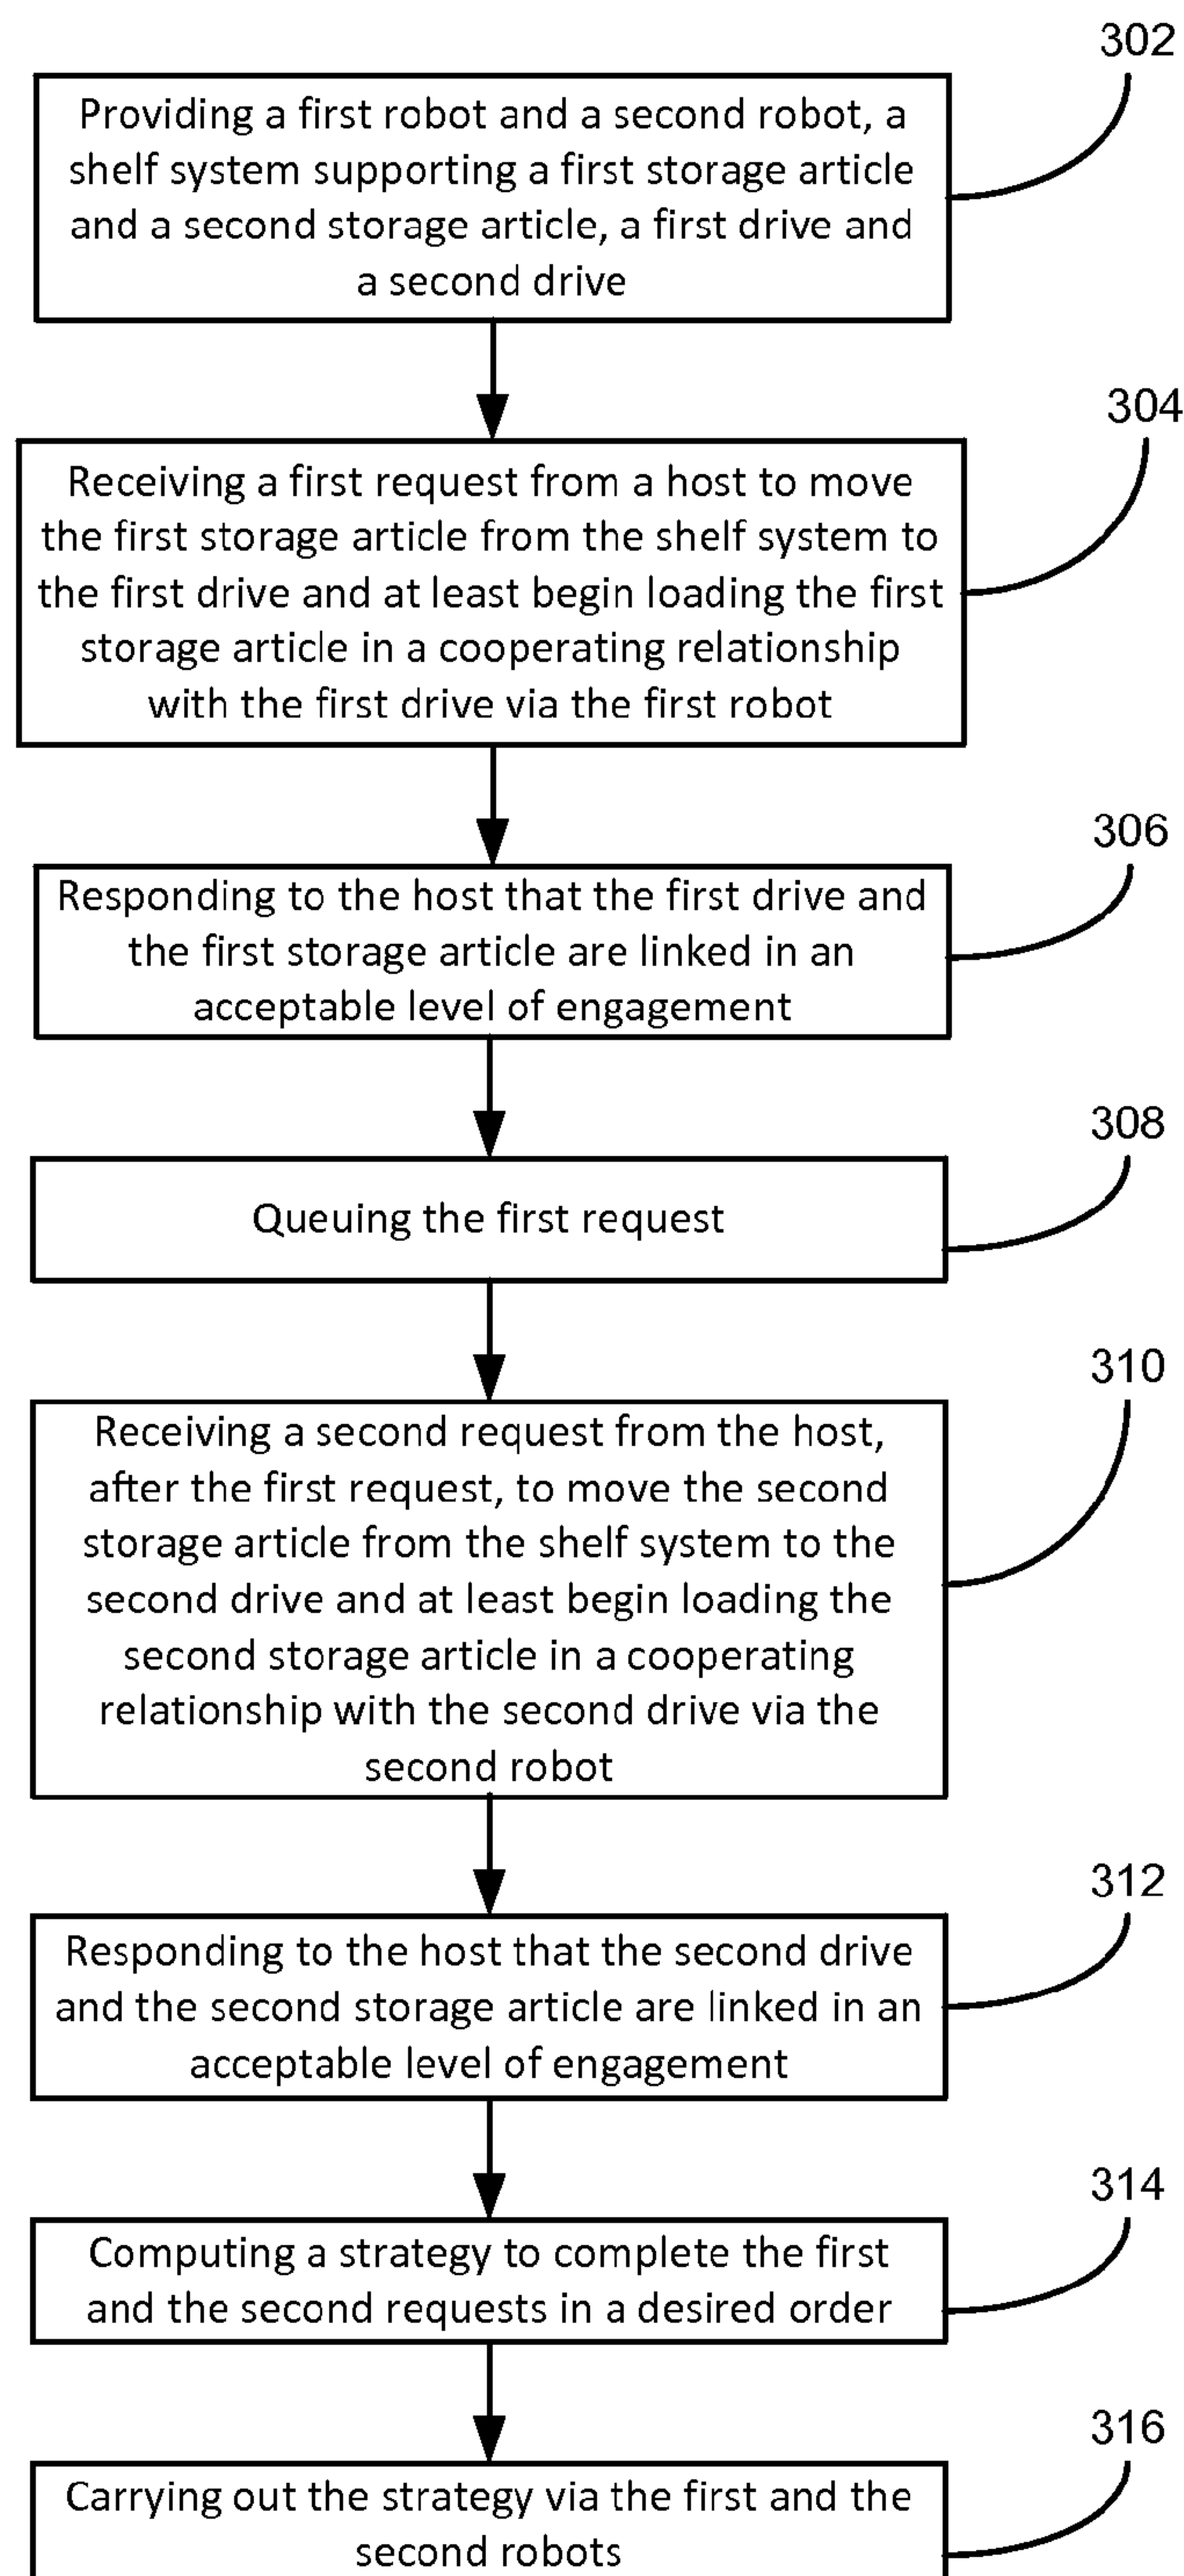 302
Providing a first robot and a second robot, a
shelf system supporting a first storage article
and a second storage article, a first drive and
a second drive
304
Receiving a first request from a host to move
the first storage article from the shelf system to
the first drive and at least begin loading the first
storage article in a cooperating relationship
with the first drive via the first robot
306
Responding to the host that the first drive and
the first storage article are linked in an
acceptable level of engagement
308
Queuing the first request
310
Receiving a second request from the host,
after the first request, to move the second
storage article from the shelf system to the
second drive and at least begin loading the
second storage article in a cooperating
relationship with the second drive via the
second robot
312
Responding to the host that the second drive
and the second storage article are linked in an
acceptable level of engagement
314
Computing a strategy to complete the first
and the second requests in a desired order
316
Carrying out the strategy via the first and the
second robots